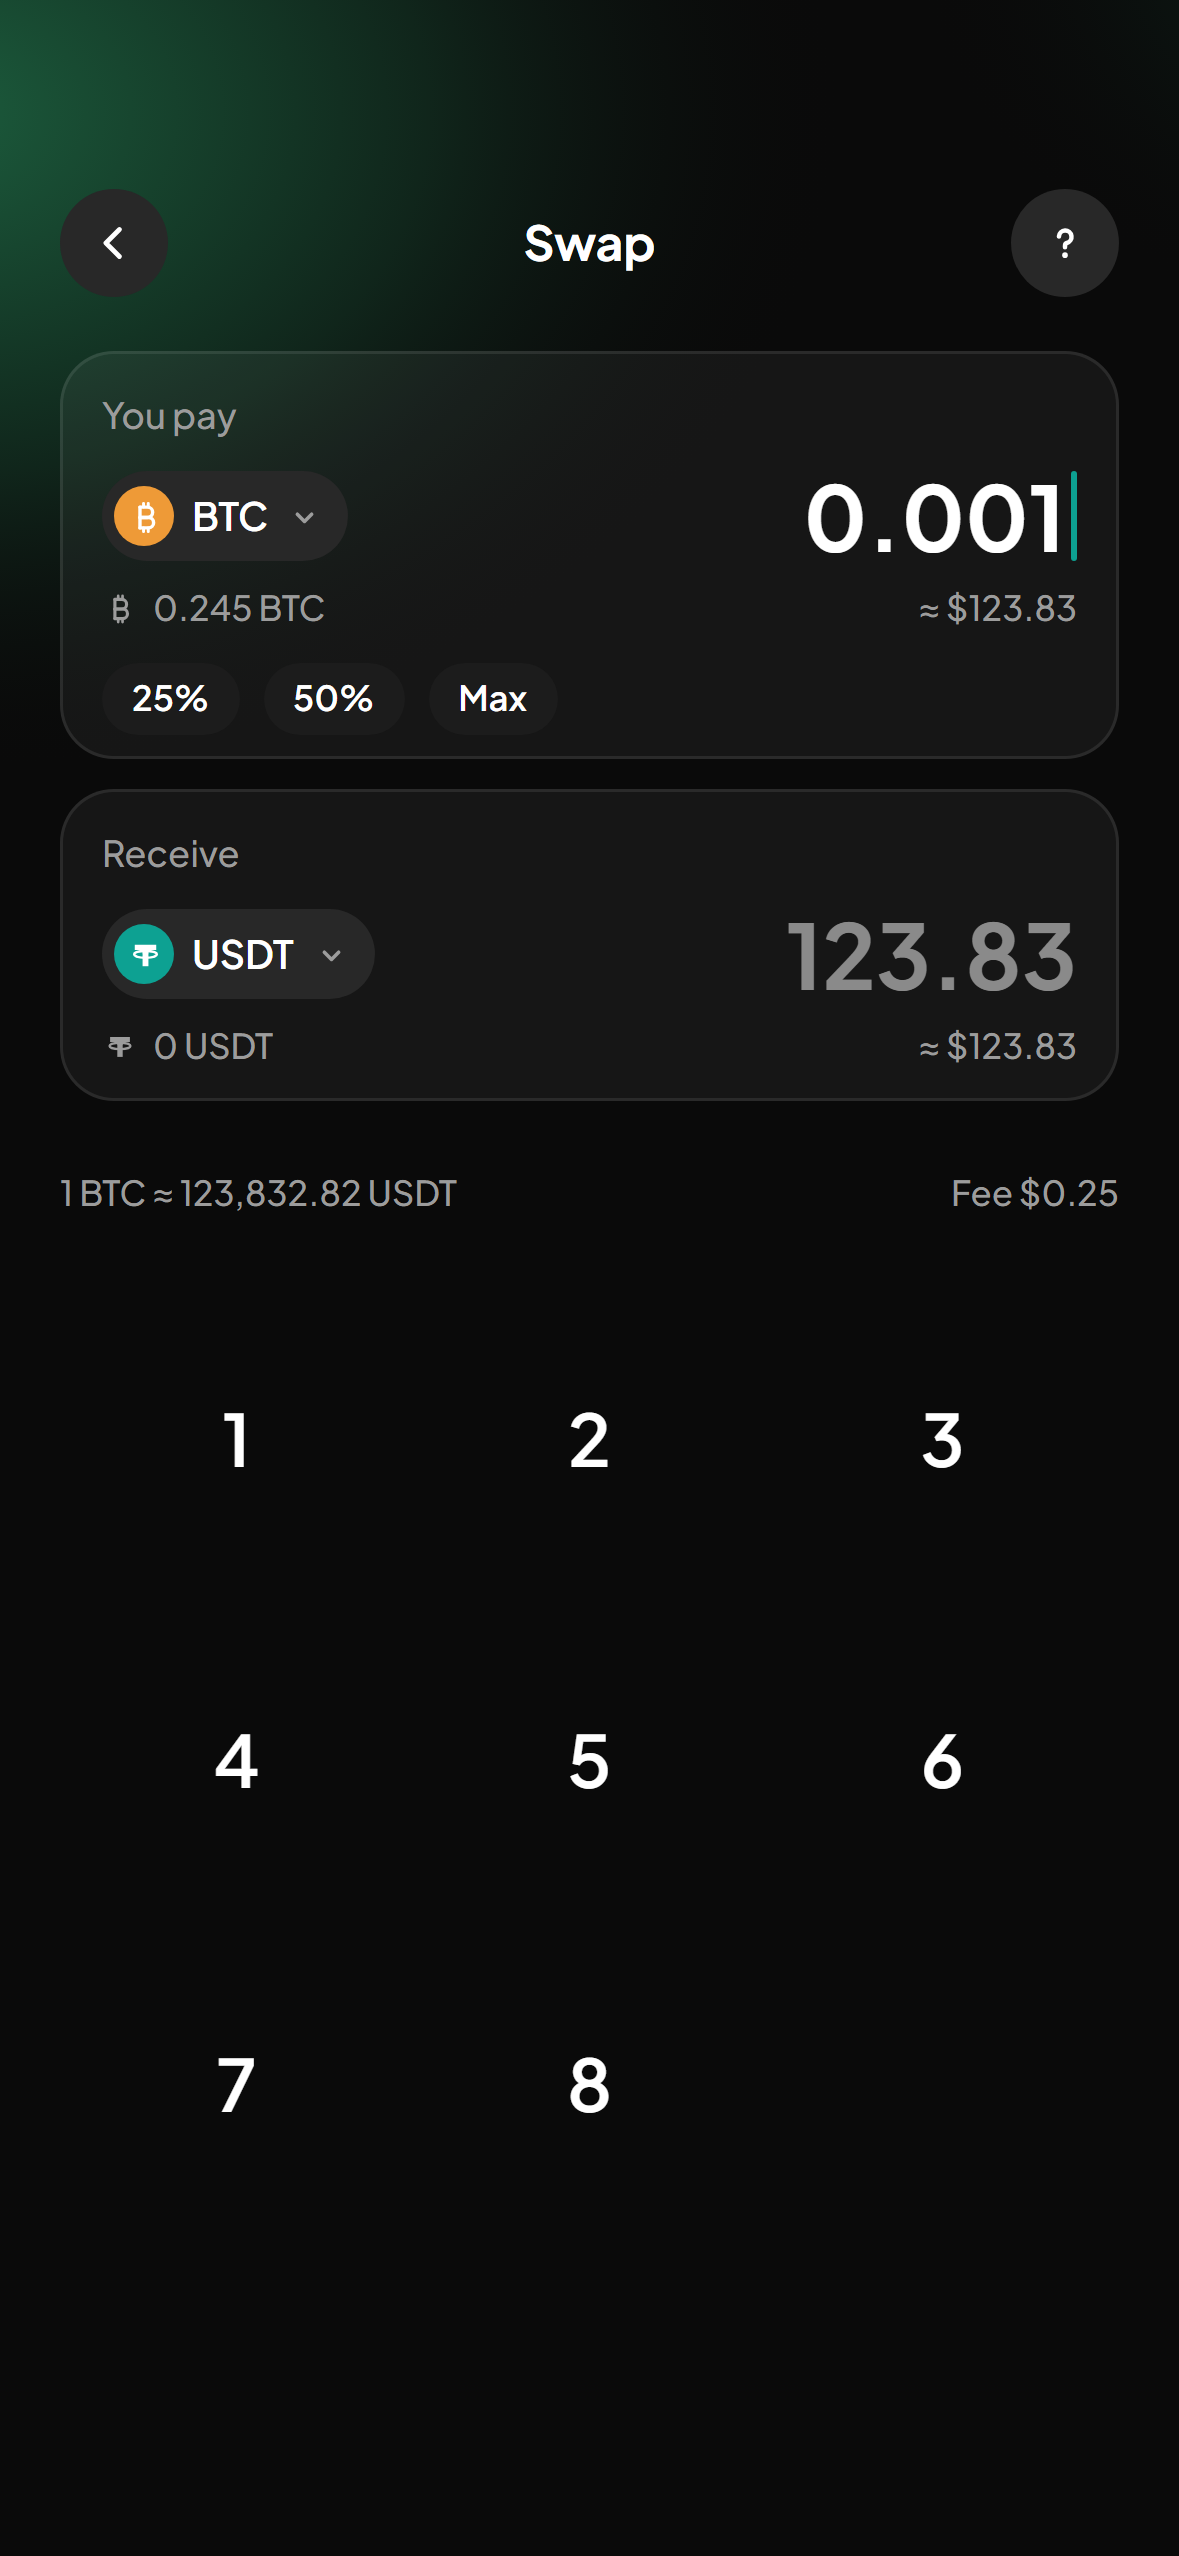 Swap
?
You pay
BTC
0.001
0.245 BTC
≈ $123.83
25%
50%
Max
Receive
USDT
123.83
0 USDT
≈ $123.83
1 BTC ≈ 123,832.82 USDT
Fee $0.25
1 2 3
4 5 6
7 8